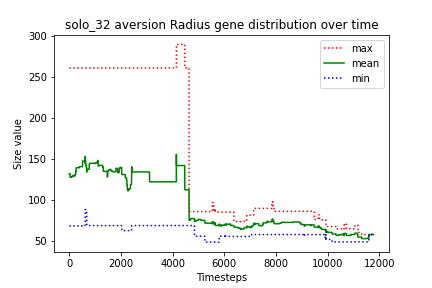 solo_32 aversion Radius gene distribution over time
max
mean
min
300
250
200
150
100
50
Size value
0
2000
4000
6000
8000
10000
12000
Timesteps